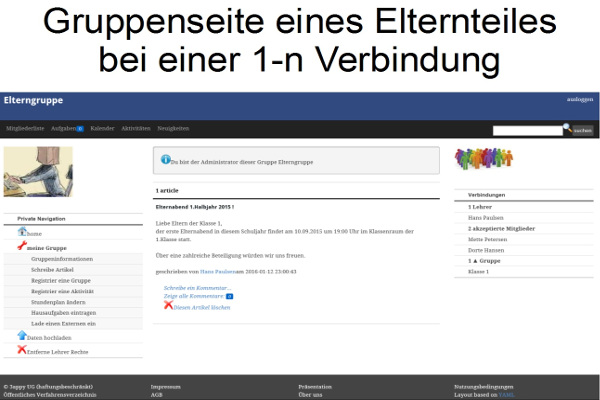 Gruppenseite eines Elternteiles
bei einer 1-n Verbindung
Elterngruppe
ausloggen
Mitgliederliste Aufgaben 0 Kalender Aktivitäten Neuigkeiten
suchen
Du bist der Administrator dieser Gruppe Elterngruppe
Private Navigation
home
meine Gruppe
Gruppeninformationen
Schreibe Artikel
Registrier eine Gruppe
Registrier eine Aktivität
Stundenplan ändern
Hausaufgaben eintragen
Lade einen Externen ein
Daten hochladen
Entferne Lehrer Rechte
1 article
Elternabend 1.Halbjahr 2015 !
Liebe Eltern der Klasse 1,
der erste Elternabend in diesem Schuljahr findet am 10.09.2015 um 19:00 Uhr im Klassenraum der
1.Klasse statt.
Über eine zahlreiche Beteiligung würden wir uns freuen.
geschrieben von Hans Paulsen am 2016-01-12 23:00:43
Schreibe ein Kommentar...
Zeige alle Kommentare: 0
Diesen Artikel löschen
Verbindungen
1 Lehrer
Hans Paulsen
2 akzeptierte Mitglieder
Mette Petersen
Dorte Hansen
1 ▲ Gruppe
Klasse 1
© Tappy UG (haftungsbeschränkt)
Öffentliches Verfahrensverzeichnis
Impressum
AGB
Präsentation
Über uns
Nutzungsbedingungen
Layout based on YAML